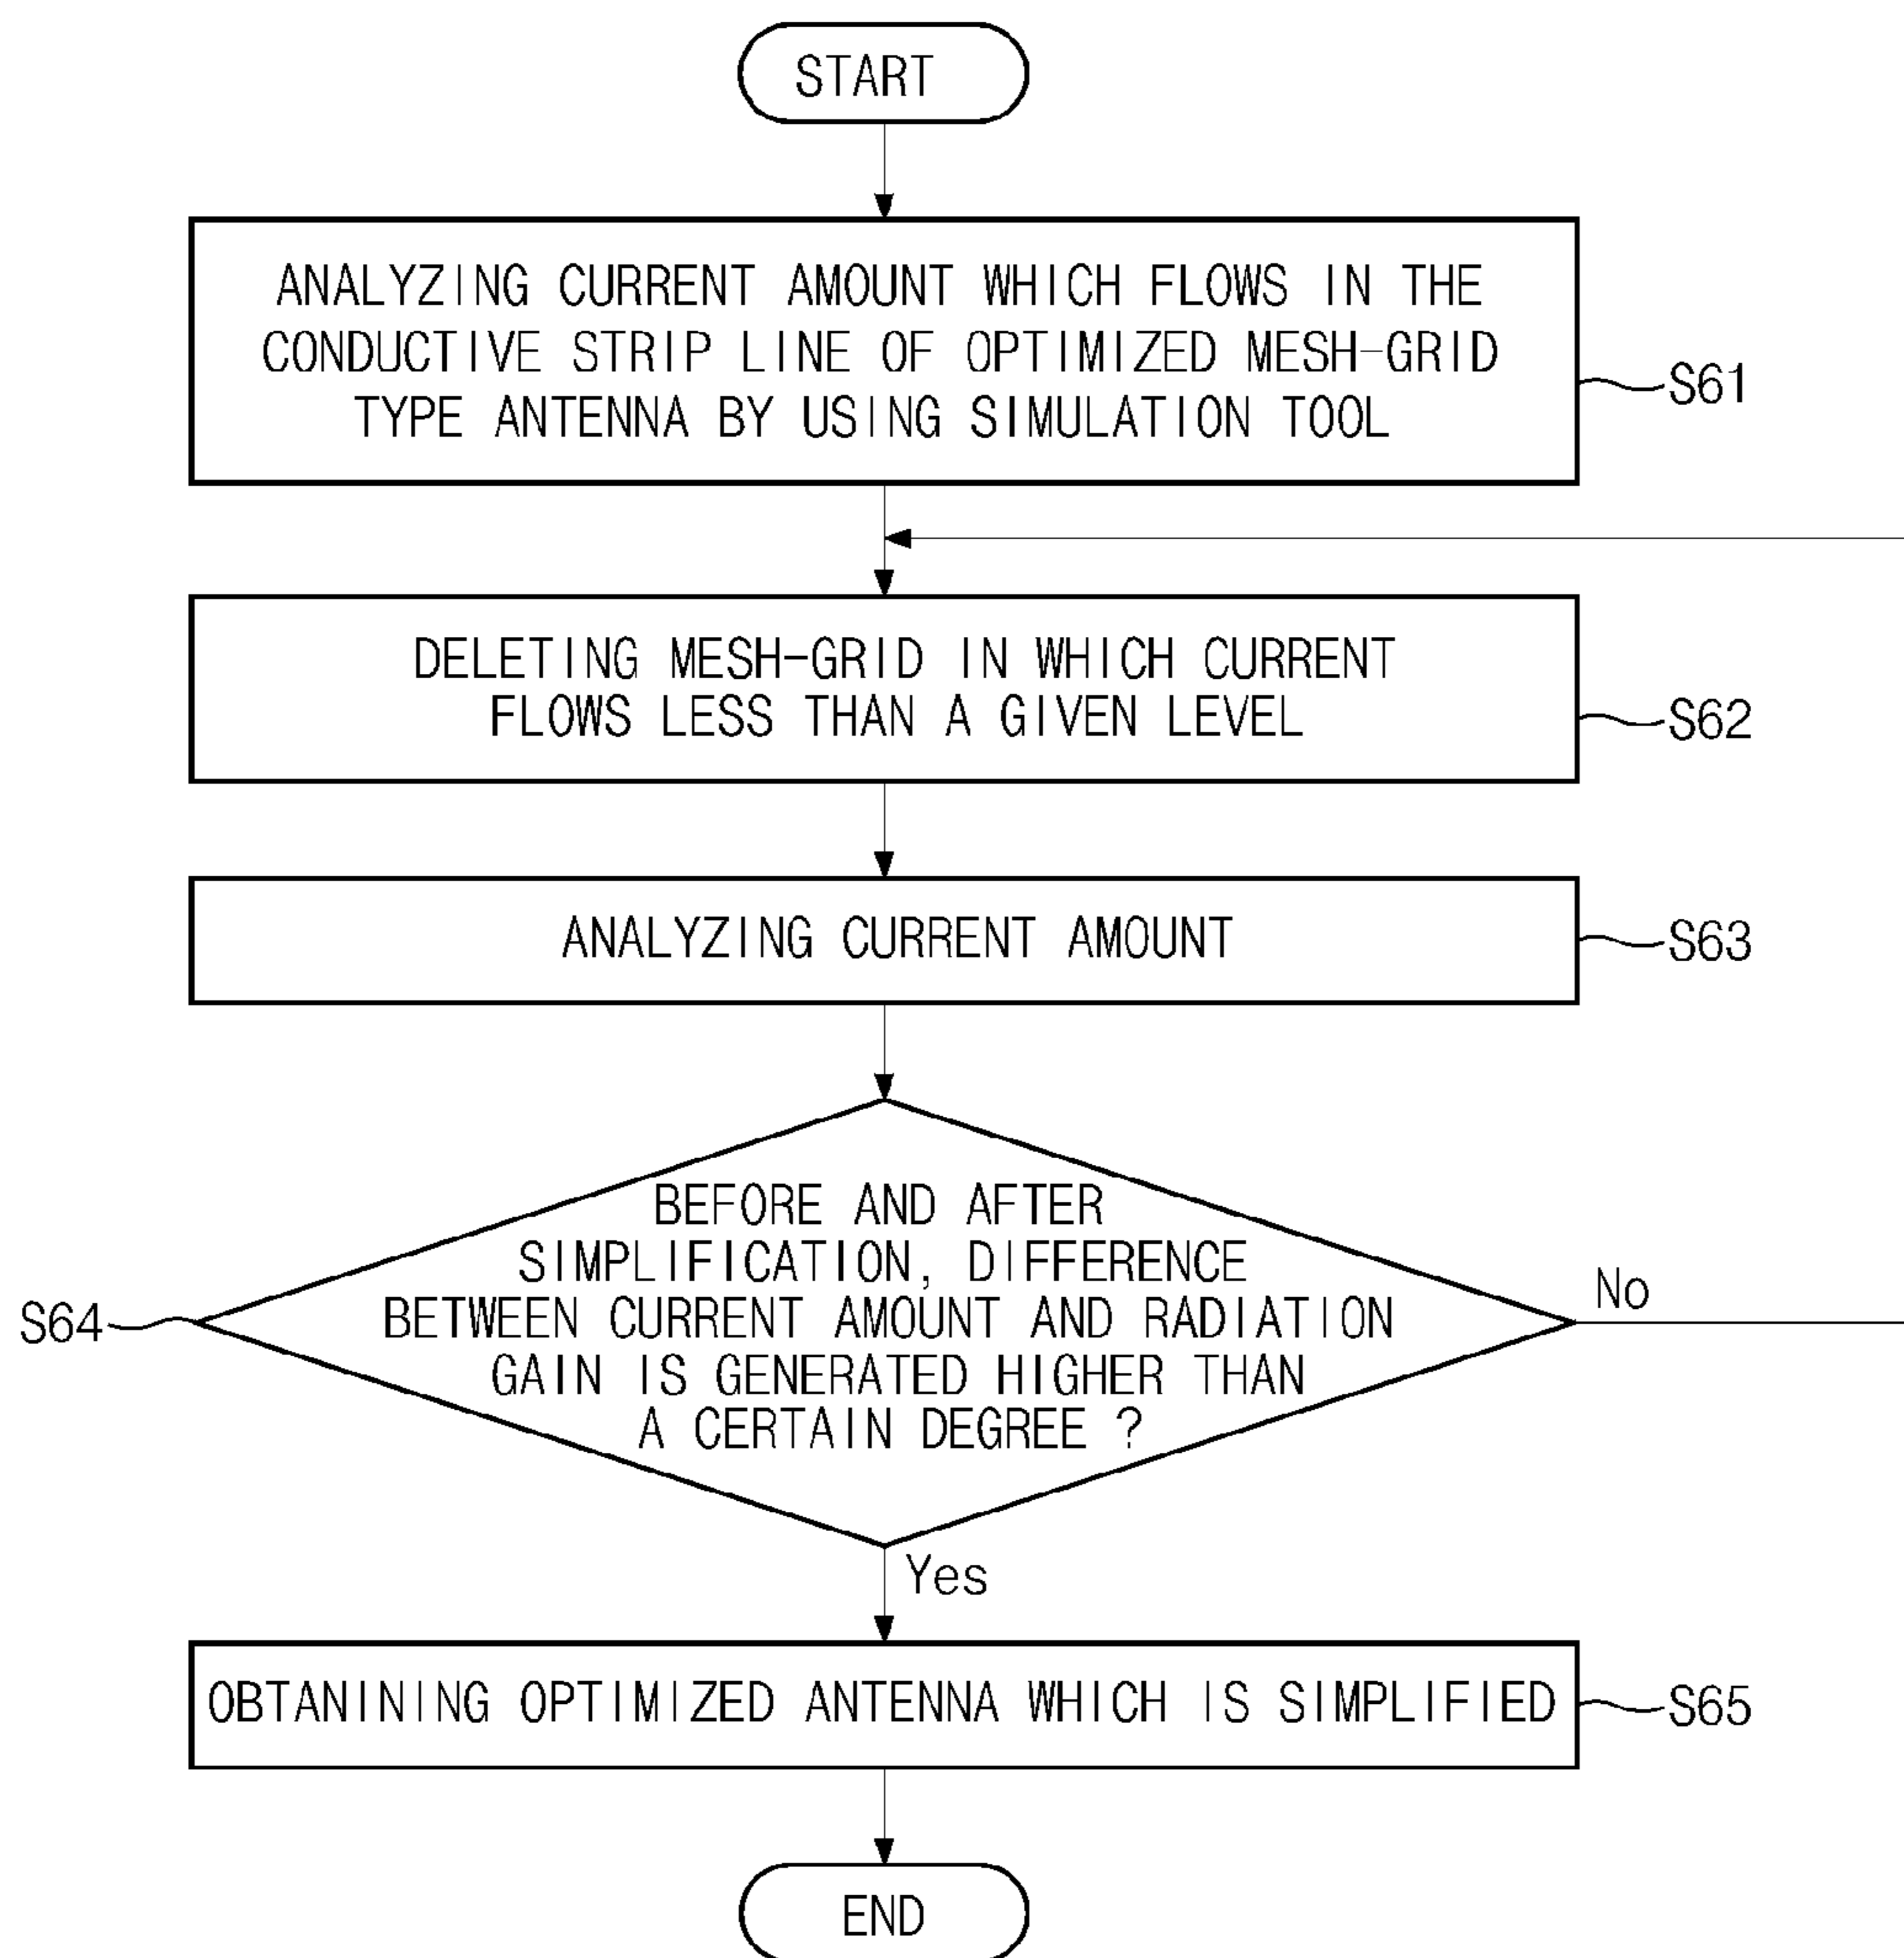 START
ANALYZING CURRENT AMOUNT WHICH FLOWS IN THE
CONDUCTIVE STRIP LINE OF OPTIMIZED MESH-GRID
TYPE ANTENNA BY USING SIMULATION TOOL
S61
DELETING MESH-GRID IN WHICH CURRENT
FLOWS LESS THAN A GIVEN LEVEL
S62
ANALYZING CURRENT AMOUNT
S63
BEFORE AND AFTER
SIMPLIFICATION, DIFFERENCE
BETWEEN CURRENT AMOUNT AND RADIATION
GAIN IS GENERATED HIGHER THAN
A CERTAIN DEGREE ?
S64
No
Yes
OBTANINING OPTIMIZED ANTENNA WHICH IS SIMPLIFIED
S65
END